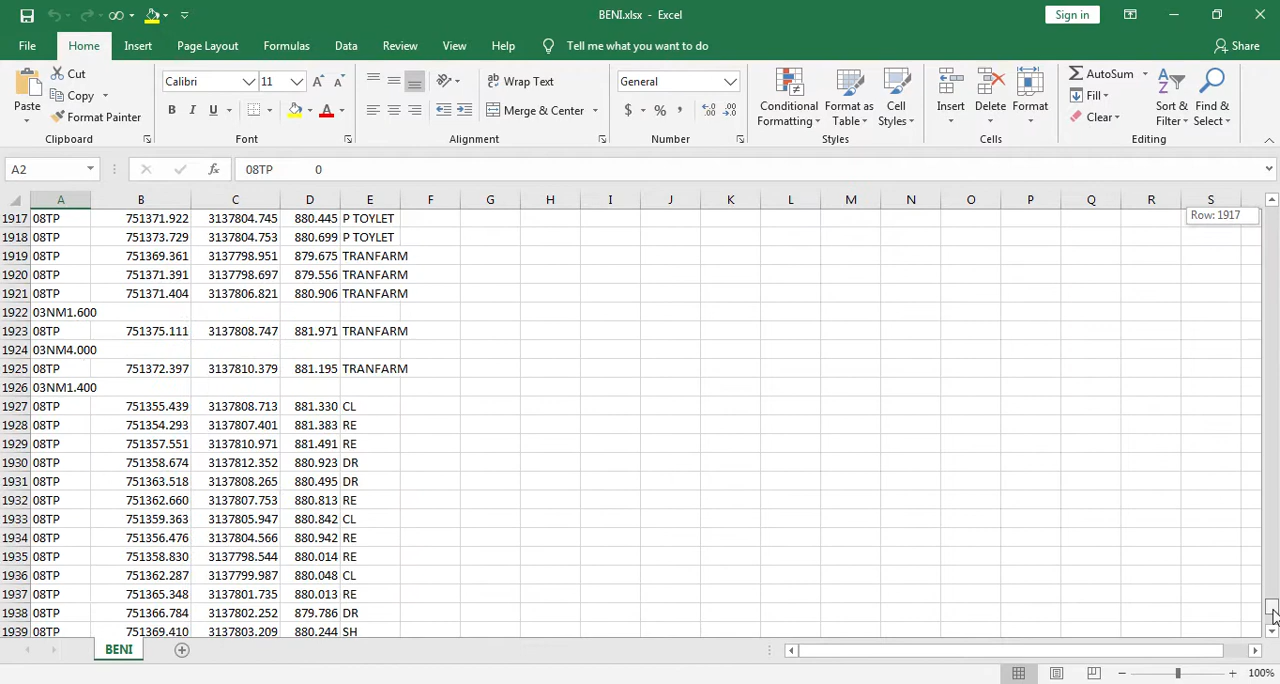 BENI.xlsx - Excel
Sign in
File Home Insert Page Layout Formulas Data Review View Help Tell me what you want to do Share
Paste Cut Copy Format Painter Clipboard
Calibri 11 A A B I U A Font
ab Wrap Text Merge & Center Alignment
General $ % , Number
Conditional Formatting Format as Table Cell Styles Styles
Insert Delete Format Cells
AutoSum Fill Clear Sort & Filter Find & Select Editing
A2 fx 08TP 0
A B C D E F G H I J K L M N O P Q R S
Row: 1917
1917 08TP 751371.922 3137804.745 880.445 P TOYLET
1918 08TP 751373.729 3137804.753 880.699 P TOYLET
1919 08TP 751369.361 3137798.951 879.675 TRANFARM
1920 08TP 751371.391 3137798.697 879.556 TRANFARM
1921 08TP 751371.404 3137806.821 880.906 TRANFARM
1922 03NM1.600
1923 08TP 751375.111 3137808.747 881.971 TRANFARM
1924 03NM4.000
1925 08TP 751372.397 3137810.379 881.195 TRANFARM
1926 03NM1.400
1927 08TP 751355.439 3137808.713 881.330 CL
1928 08TP 751354.293 3137807.401 881.383 RE
1929 08TP 751357.551 3137810.971 881.491 RE
1930 08TP 751358.674 3137812.352 880.923 DR
1931 08TP 751363.518 3137808.265 880.495 DR
1932 08TP 751362.660 3137807.753 880.813 RE
1933 08TP 751359.363 3137805.947 880.842 CL
1934 08TP 751356.476 3137804.566 880.942 RE
1935 08TP 751358.830 3137798.544 880.014 RE
1936 08TP 751362.287 3137799.987 880.048 CL
1937 08TP 751365.348 3137801.735 880.013 RE
1938 08TP 751366.784 3137802.252 879.786 DR
1939 08TP 751369.410 3137803.209 880.244 SH
BENI
100%